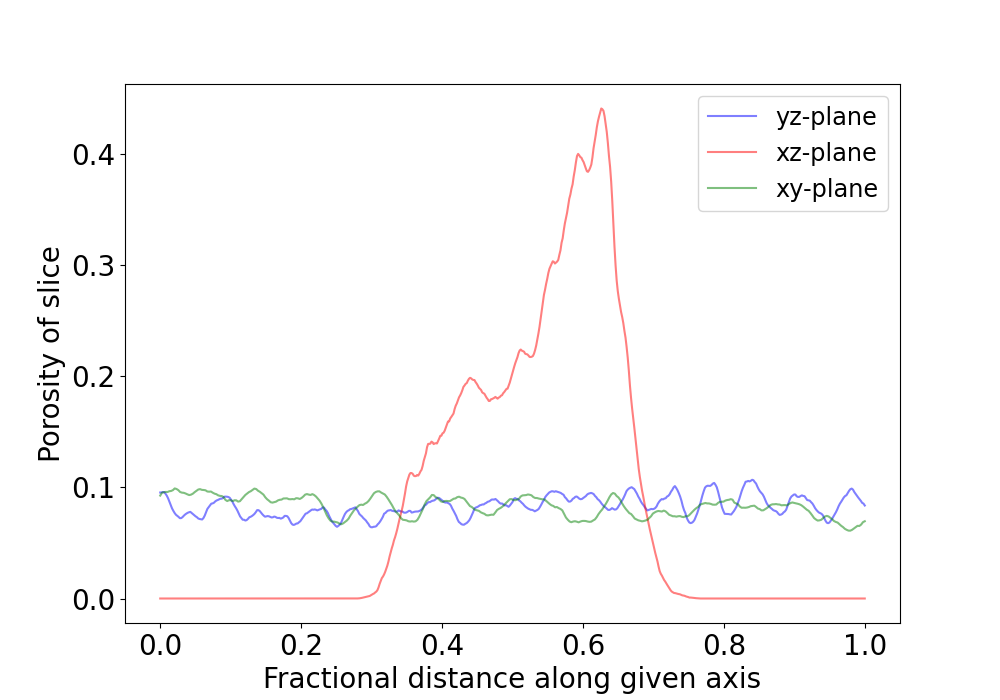 yz-plane
xz-plane
xy-plane
Porosity of slice
0.4
0.3
0.2
0.1
0.0
0.0 0.2 0.4 0.6 0.8 1.0
Fractional distance along given axis